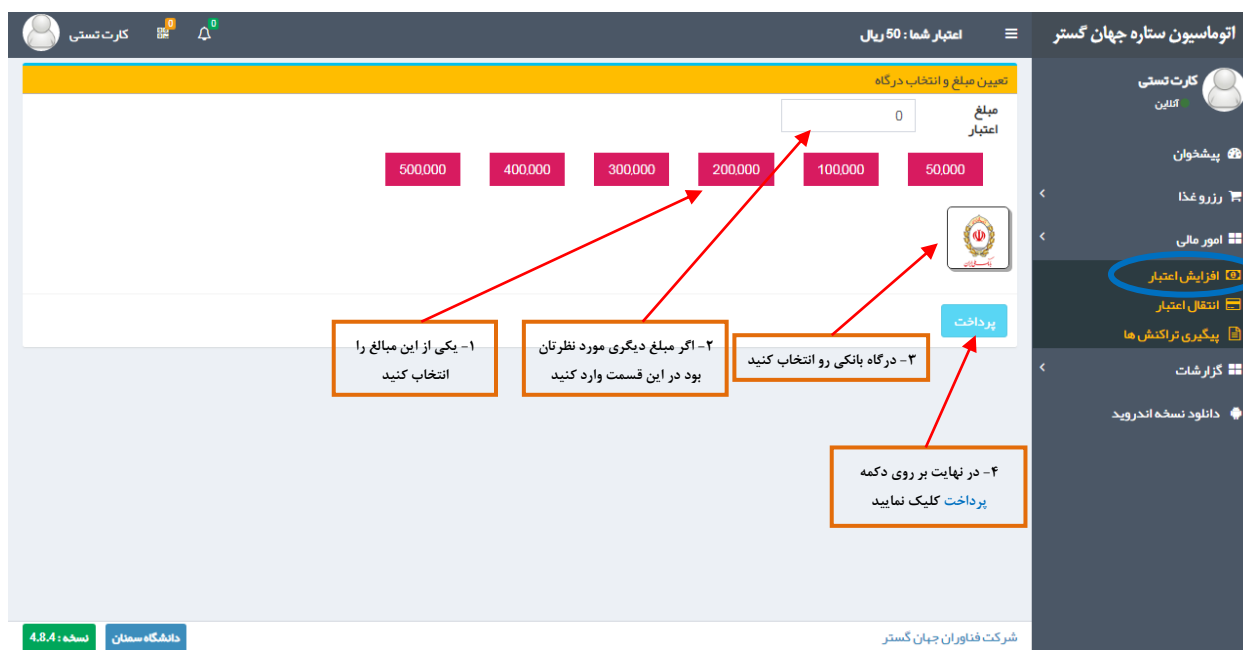 اتوماسیون ستاره جهان گستر
اعتبار شما : 50 ریال
0
0
کارت تستی
کارت تستی
آنلاین
پیشخوان
رزرو غذا
امور مالی
افزایش اعتبار
انتقال اعتبار
پیگیری تراکنش ها
گزارشات
دانلود نسخه اندروید
تعیین مبلغ و انتخاب درگاه
مبلغ
اعتبار
0
50,000
100,000
200,000
300,000
400,000
500,000
بانک ملی ایران
پرداخت
۱- یکی از این مبالغ را
انتخاب کنید
۲- اگر مبلغ دیگری مورد نظرتان
بود در این قسمت وارد کنید
۳- درگاه بانکی رو انتخاب کنید
۴- در نهایت بر روی دکمه
پرداخت کلیک نمایید
شرکت فناوران جهان گستر
دانشگاه سمنان
نسخه : 4.8.4